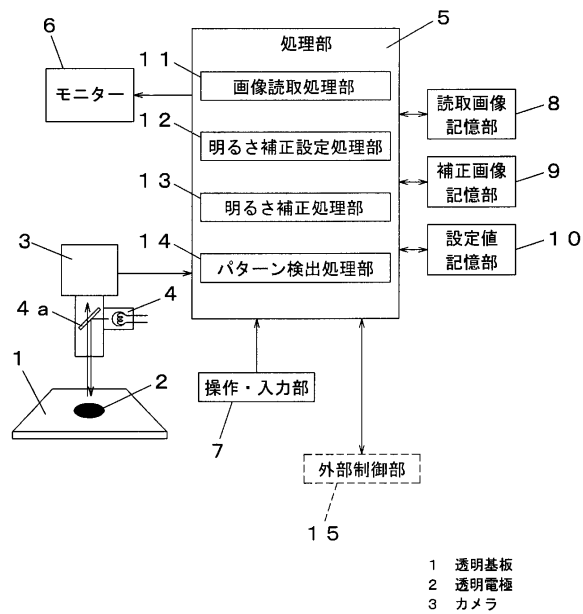 6
モニター
処理部
5
11
画像読取処理部
12
明るさ補正設定処理部
13
明るさ補正処理部
14
パターン検出処理部
読取画像
記憶部
8
補正画像
記憶部
9
設定値
記憶部
10
3
4a
4
1
2
操作・入力部
7
外部制御部
15
1 透明基板
2 透明電極
3 カメラ